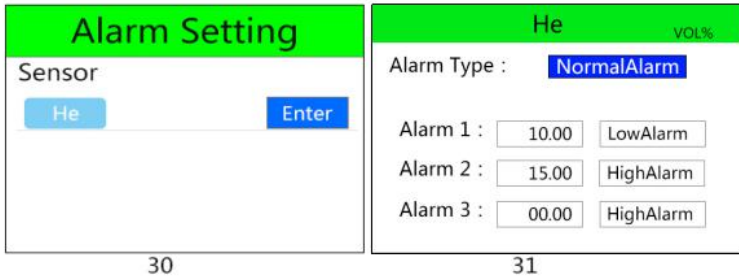 Alarm Setting
Sensor
He
Enter
30
He
VOL%
Alarm Type :
NormalAlarm
Alarm 1 :
10.00
LowAlarm
Alarm 2 :
15.00
HighAlarm
Alarm 3 :
00.00
HighAlarm
31